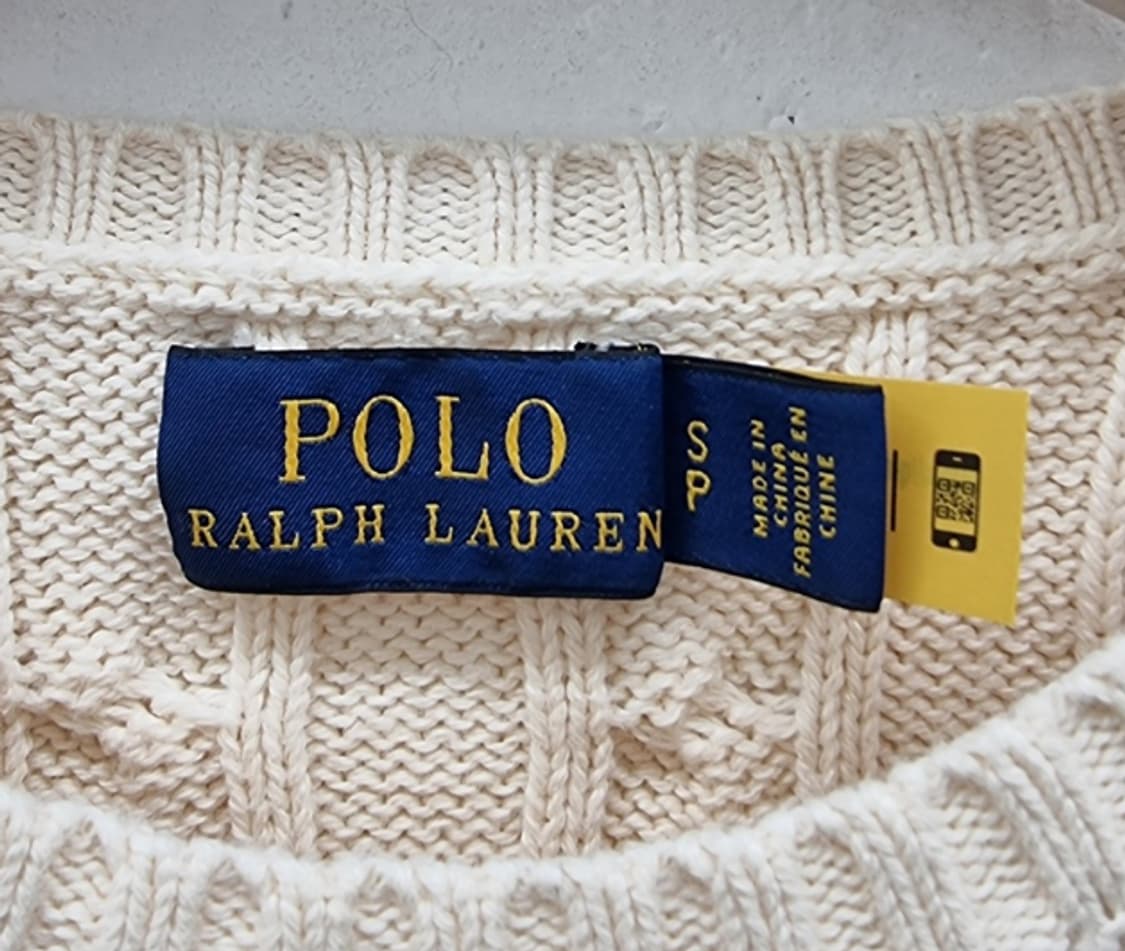 POLO
RALPH LAUREN
S
P
MADE IN
CHINA
FABRIQUÉ EN
CHINE